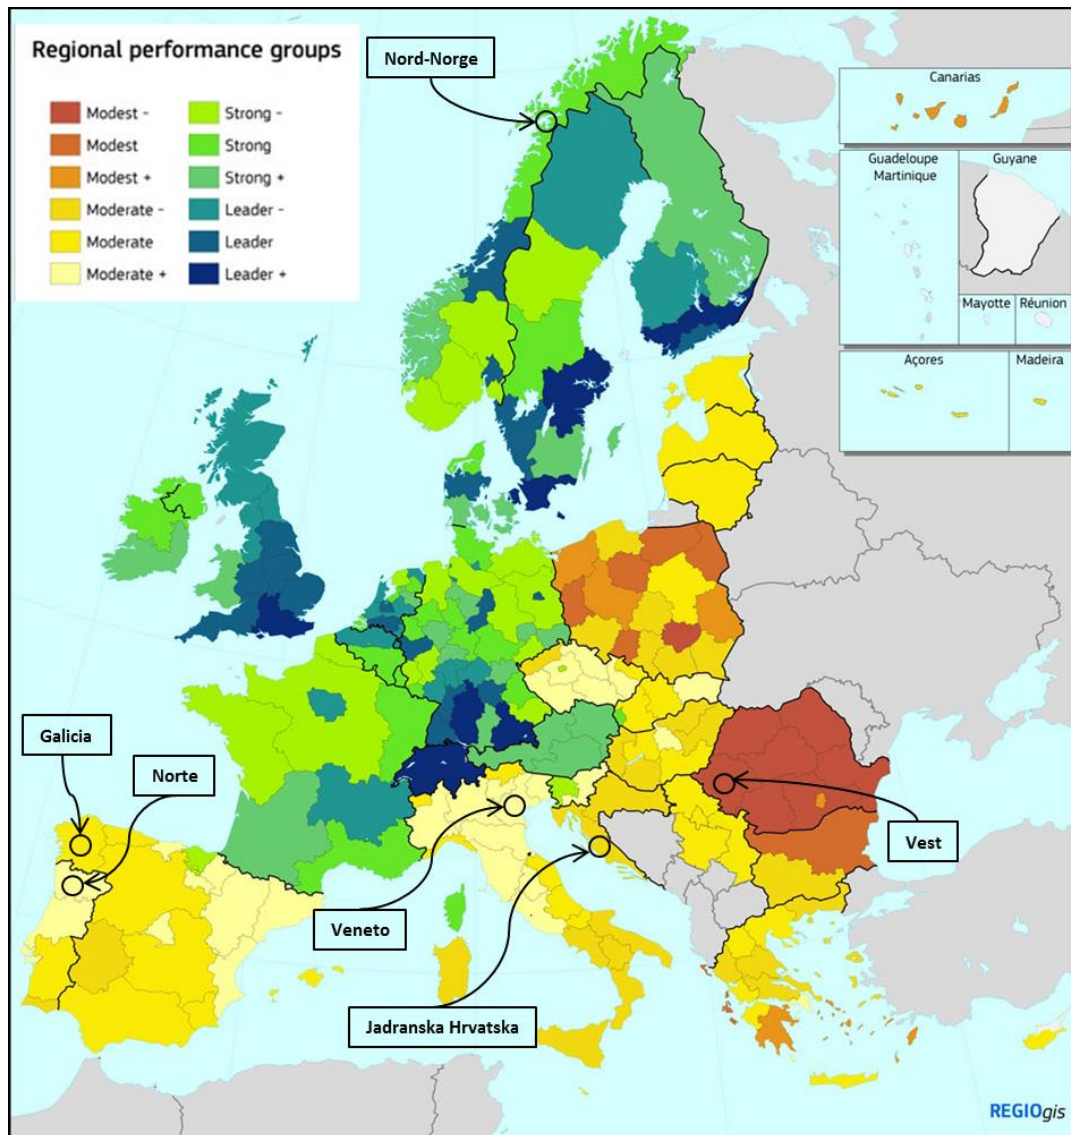 Regional performance groups
Modest -
Modest
Modest +
Moderate -
Moderate
Moderate +
Strong -
Strong
Strong +
Leader -
Leader
Leader +
Nord-Norge
Canarias
Guadeloupe
Martinique
Guyane
Mayotte
Réunion
Açores
Madeira
Galicia
Norte
Veneto
Jadranska Hrvatska
Vest
REGIOgis